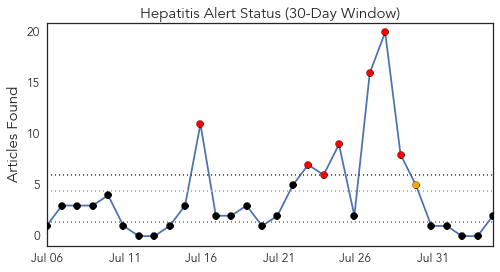 Hepatitis Alert Status (30-Day Window)
Articles Found
20
15
10
5
0
Jul 06 Jul 11 Jul 16 Jul 21 Jul 26 Jul 31